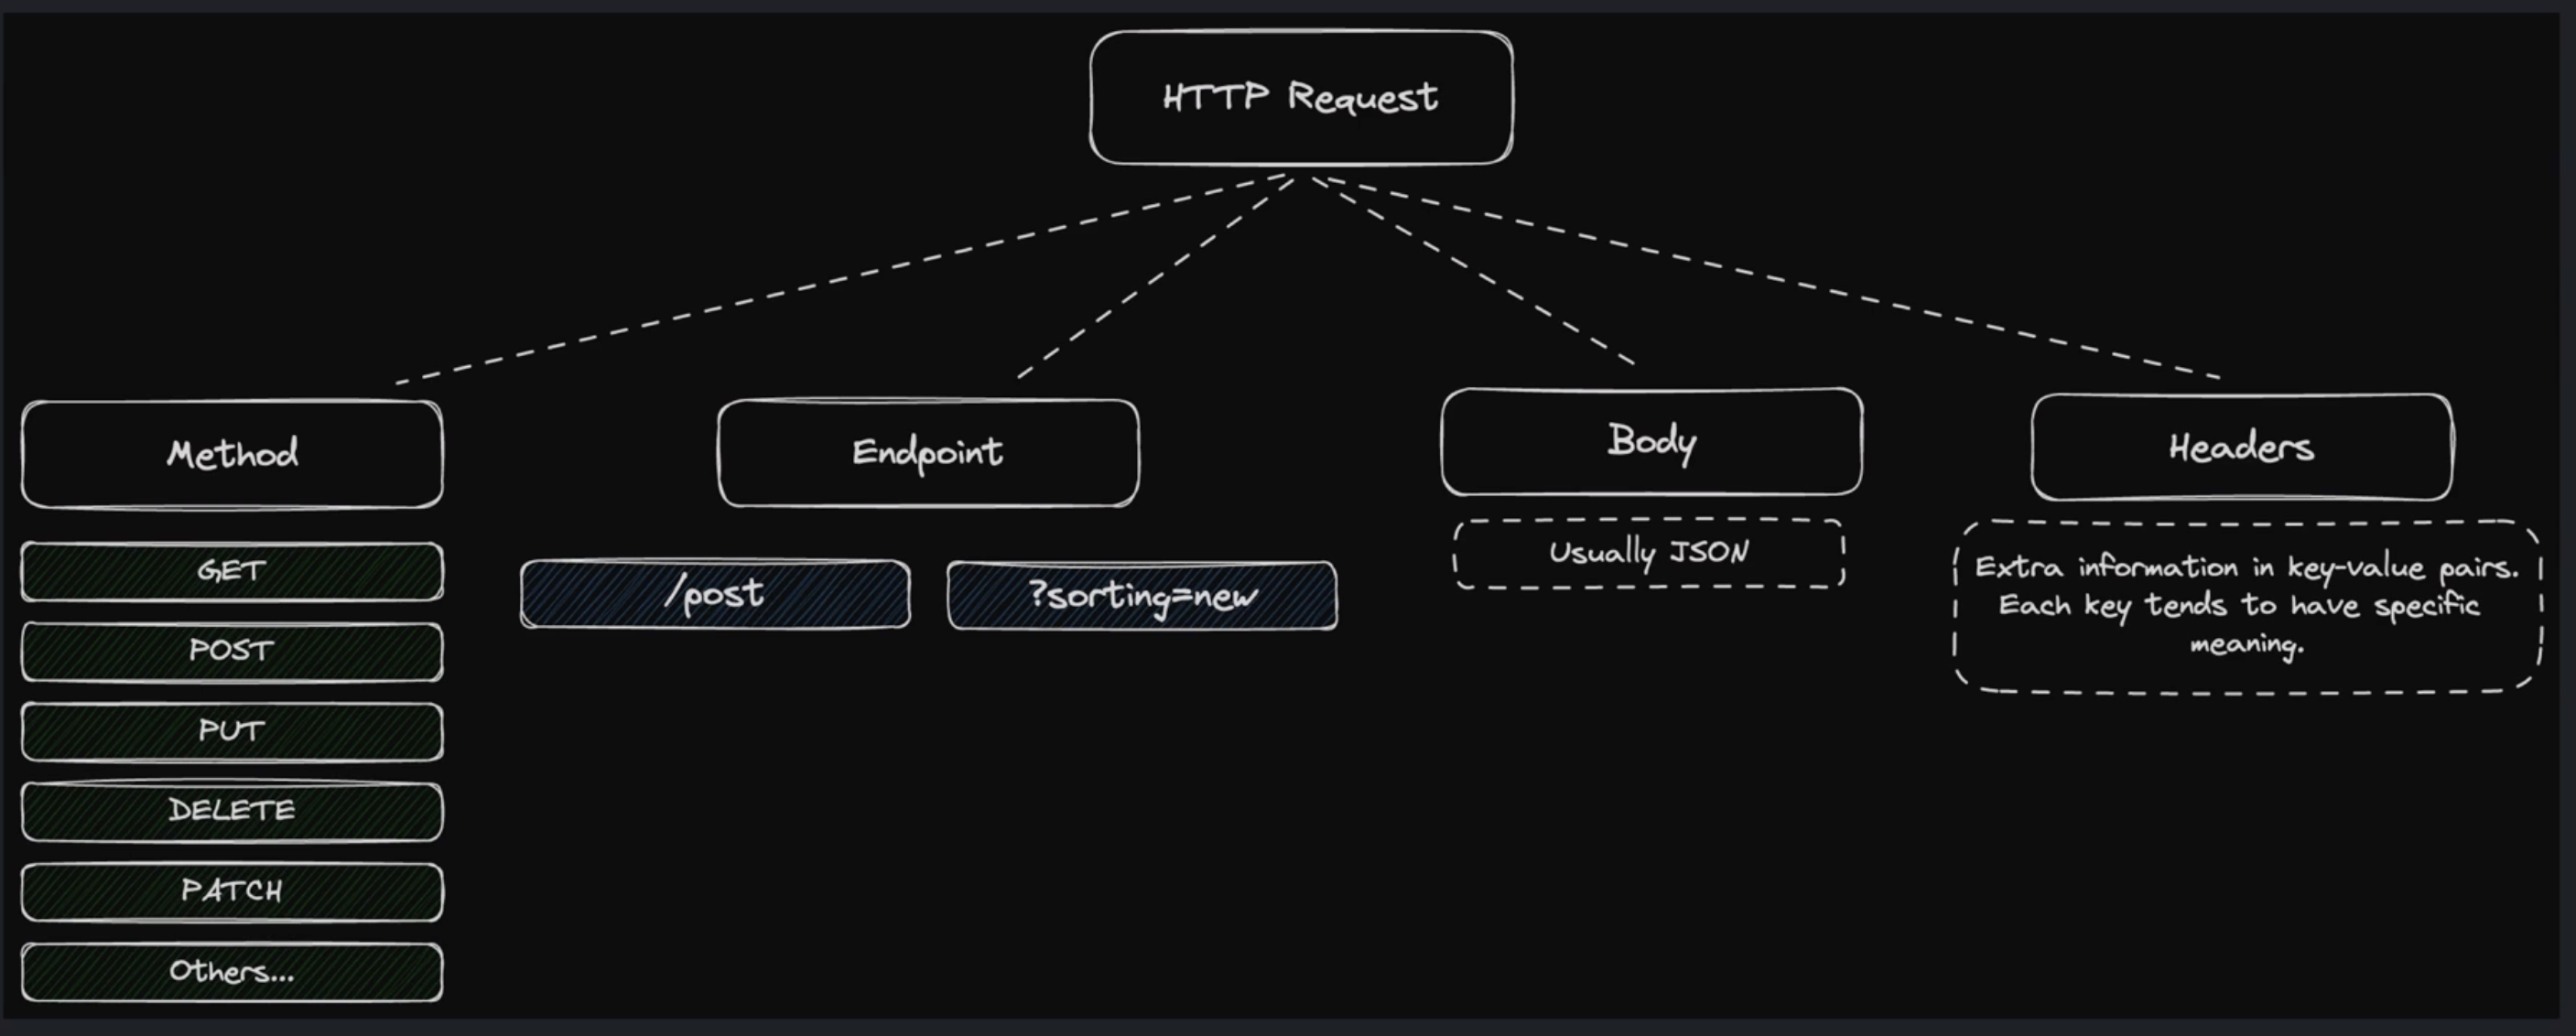 HTTP Request
Method
GET
POST
PUT
DELETE
PATCH
Others...
Endpoint
/post
?sorting=new
Body
Usually JSON
Headers
Extra information in key-value pairs.
Each key tends to have specific
meaning.